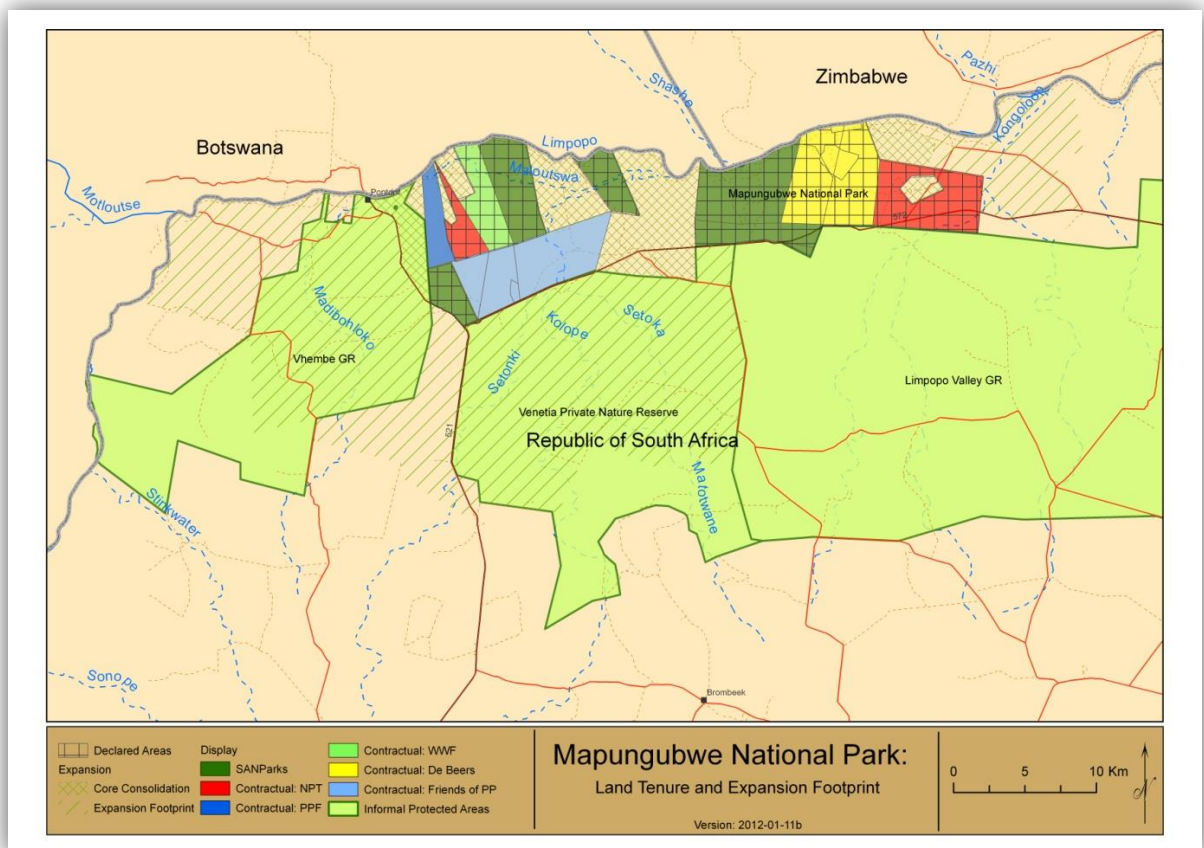 Pazhi
Zimbabwe
Shashe
Kongoloop
Botswana
Limpopo
Maloutswa
Motloutse
Pontdrif
Mapungubwe National Park
572
Madibohloko
Setoka
Kolope
Setonki
Vhembe GR
Limpopo Valley GR
Venetia Private Nature Reserve
521
Republic of South Africa
Matotwane
Stinkwater
Sonope
Brombeek
Declared Areas
Expansion
Core Consolidation
Expansion Footprint
Display
SANParks
Contractual: NPT
Contractual: PPF
Contractual: WWF
Contractual: De Beers
Contractual: Friends of PP
Informal Protected Areas
Mapungubwe National Park:
Land Tenure and Expansion Footprint
Version: 2012-01-11b
0 5 10 Km
N